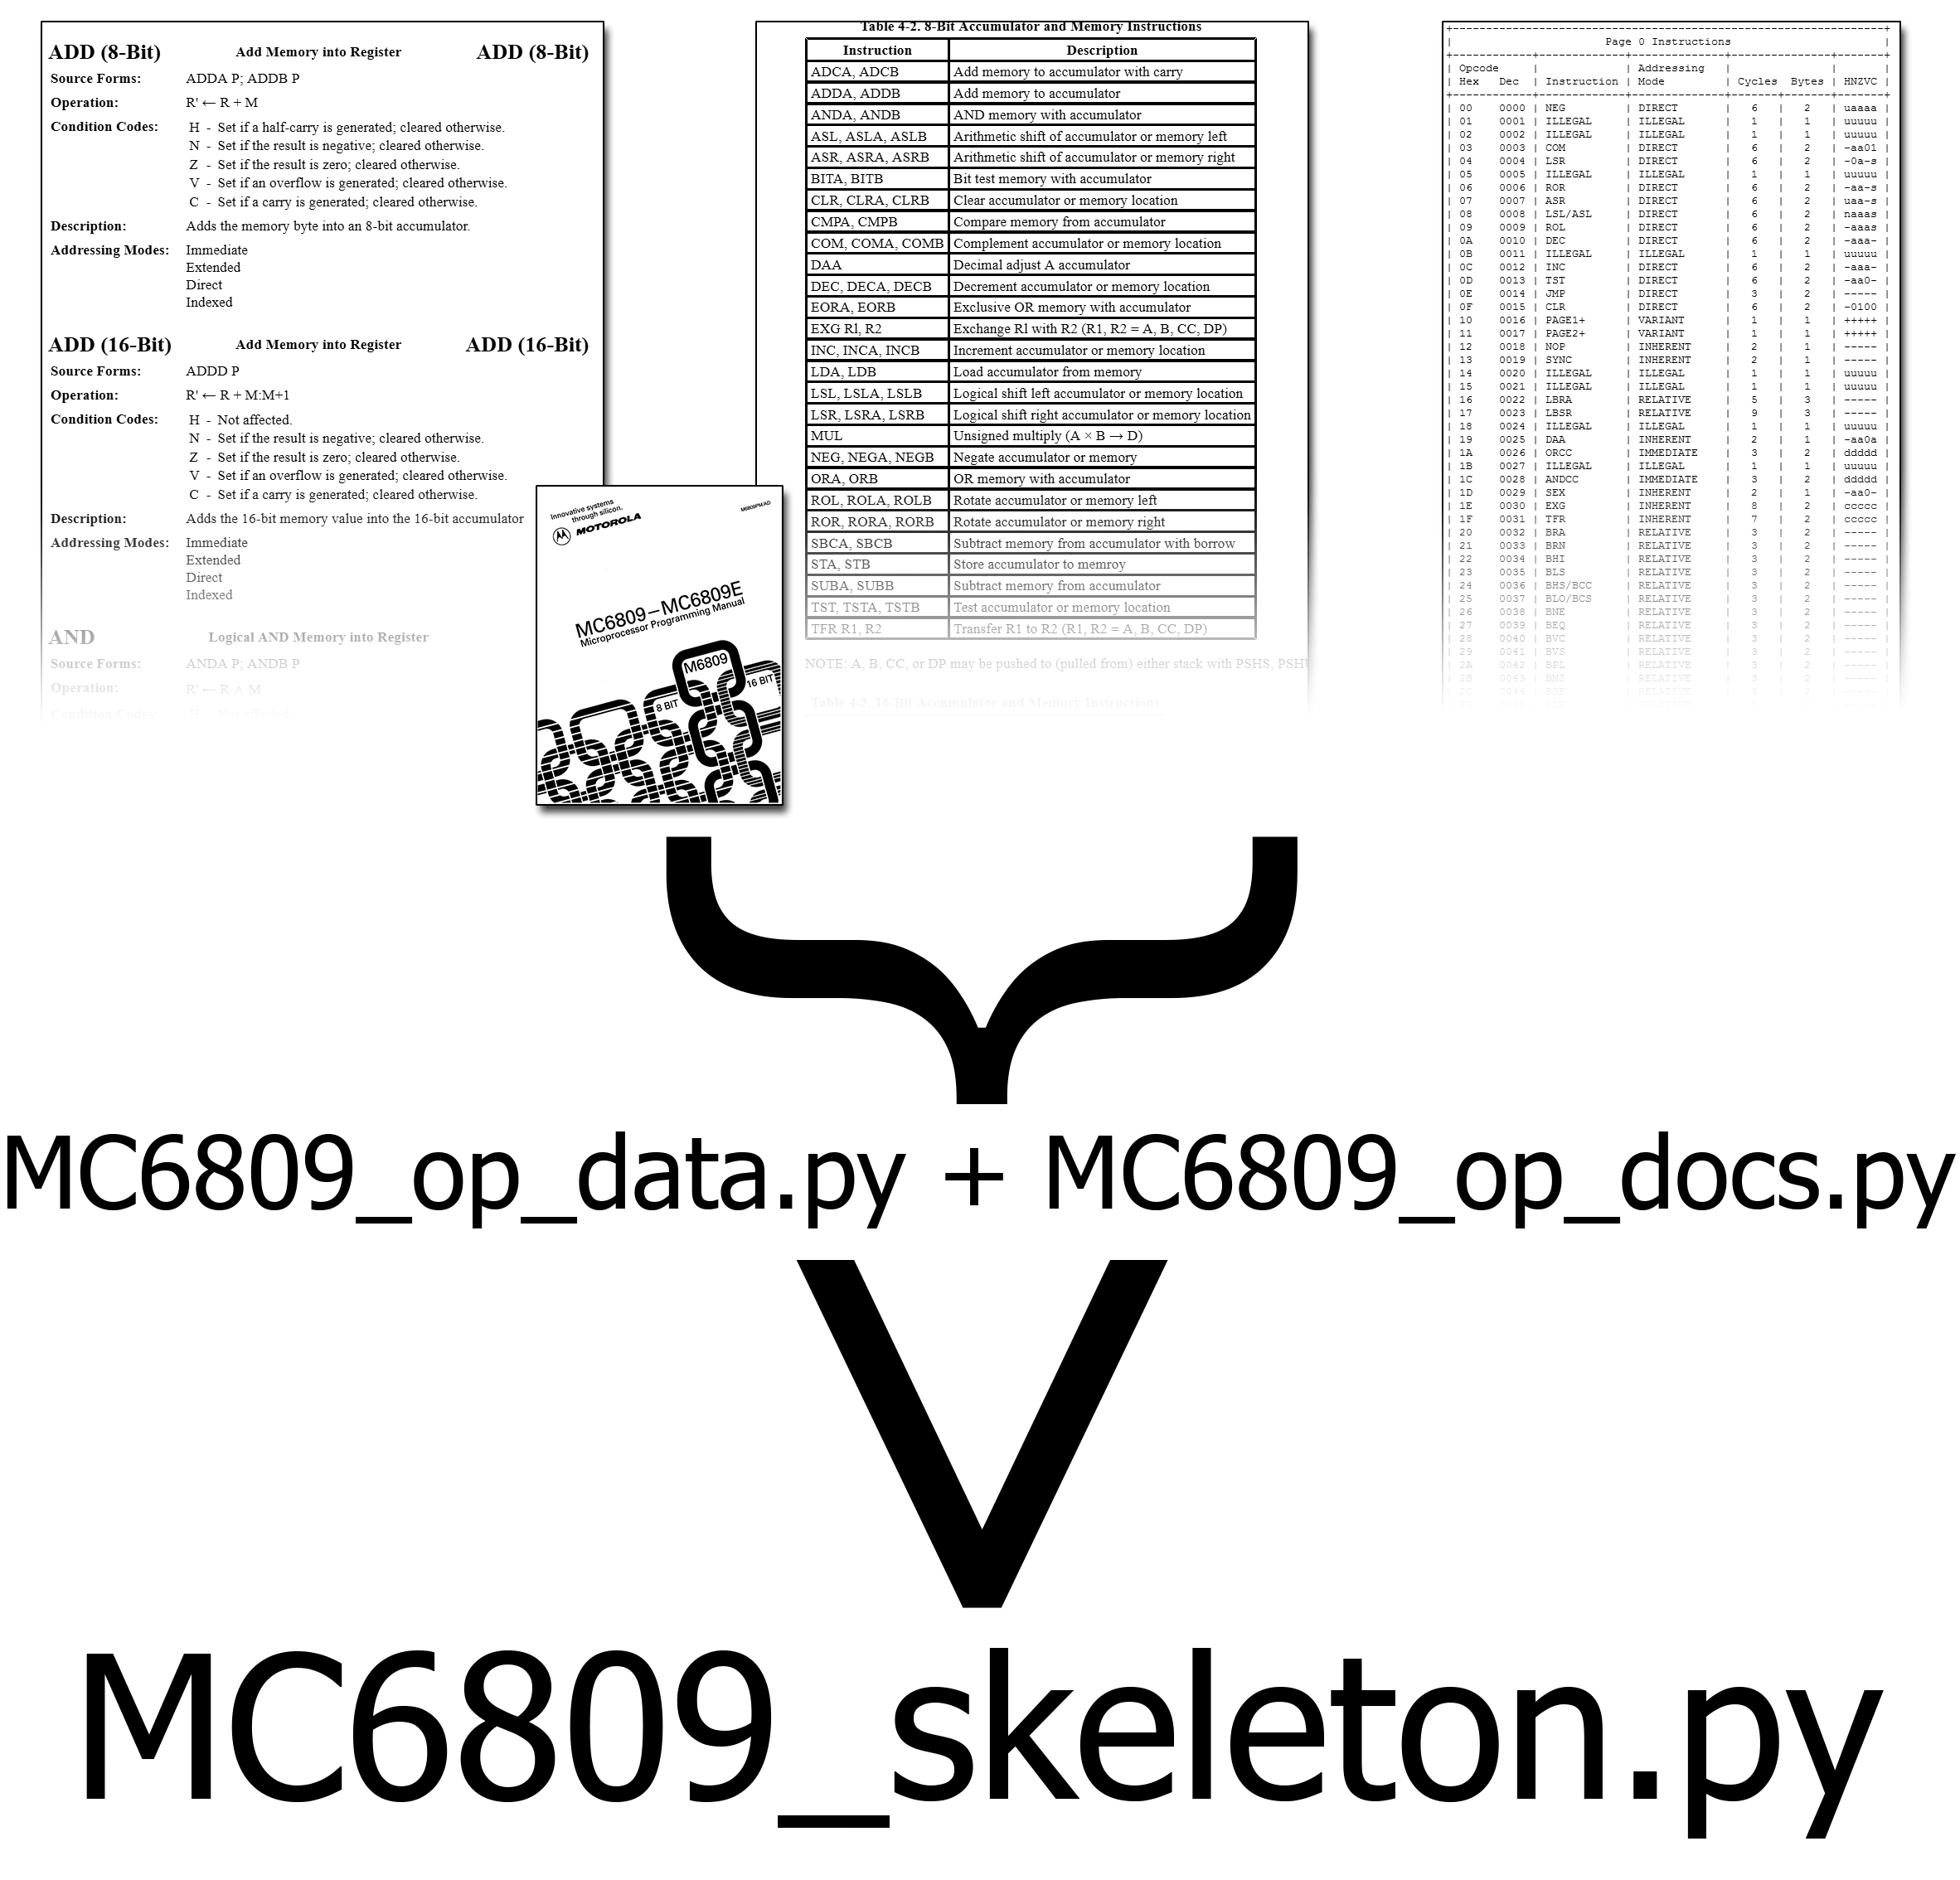 ADD (8-Bit) Add Memory into Register ADD (8-Bit)
Source Forms: ADDA P; ADDB P
Operation: R' ← R + M
Condition Codes: H - Set if a half-carry is generated; cleared otherwise.
N - Set if the result is negative; cleared otherwise.
Z - Set if the result is zero; cleared otherwise.
V - Set if an overflow is generated; cleared otherwise.
C - Set if a carry is generated; cleared otherwise.
Description: Adds the memory byte into an 8-bit accumulator.
Addressing Modes: Immediate
Extended
Direct
Indexed
ADD (16-Bit) Add Memory into Register ADD (16-Bit)
Source Forms: ADDD P
Operation: R' ← R + M:M+1
Condition Codes: H - Not affected.
N - Set if the result is negative; cleared otherwise.
Z - Set if the result is zero; cleared otherwise.
V - Set if an overflow is generated; cleared otherwise.
C - Set if a carry is generated; cleared otherwise.
Description: Adds the 16-bit memory value into the 16-bit accumulator
Addressing Modes: Immediate
Extended
Direct
Indexed
AND Logical AND Memory into Register
Source Forms: ANDA P; ANDB P
Operation: R' ← R ∧ M
Condition Codes: H - Not affected
Innovative systems
through silicon.
MOTOROLA
M6809PM/AD
MC6809–MC6809E
Microprocessor Programming Manual
M6809
8 BIT
16 BIT
Table 4-2. 8-Bit Accumulator and Memory Instructions
Instruction Description
ADCA, ADCB Add memory to accumulator with carry
ADDA, ADDB Add memory to accumulator
ANDA, ANDB AND memory with accumulator
ASL, ASLA, ASLB Arithmetic shift of accumulator or memory left
ASR, ASRA, ASRB Arithmetic shift of accumulator or memory right
BITA, BITB Bit test memory with accumulator
CLR, CLRA, CLRB Clear accumulator or memory location
CMPA, CMPB Compare memory from accumulator
COM, COMA, COMB Complement accumulator or memory location
DAA Decimal adjust A accumulator
DEC, DECA, DECB Decrement accumulator or memory location
EORA, EORB Exclusive OR memory with accumulator
EXG Rl, R2 Exchange Rl with R2 (R1, R2 = A, B, CC, DP)
INC, INCA, INCB Increment accumulator or memory location
LDA, LDB Load accumulator from memory
LSL, LSLA, LSLB Logical shift left accumulator or memory location
LSR, LSRA, LSRB Logical shift right accumulator or memory location
MUL Unsigned multiply (A × B → D)
NEG, NEGA, NEGB Negate accumulator or memory
ORA, ORB OR memory with accumulator
ROL, ROLA, ROLB Rotate accumulator or memory left
ROR, RORA, RORB Rotate accumulator or memory right
SBCA, SBCB Subtract memory from accumulator with borrow
STA, STB Store accumulator to memroy
SUBA, SUBB Subtract memory from accumulator
TST, TSTA, TSTB Test accumulator or memory location
TFR R1, R2 Transfer R1 to R2 (R1, R2 = A, B, CC, DP)
NOTE: A, B, CC, or DP may be pushed to (pulled from) either stack with PSHS, PSHU
Table 4-2. 16-Bit Accumulator and Memory Instructions
Page 0 Instructions
Opcode | | Addressing | |
Hex Dec | Instruction | Mode | Cycles Bytes | HNZVC |
| 00 0000 | NEG | DIRECT | 6 | 2 | uaaaa |
| 01 0001 | ILLEGAL | ILLEGAL | 1 | 1 | uuuuu |
| 02 0002 | ILLEGAL | ILLEGAL | 1 | 1 | uuuuu |
| 03 0003 | COM | DIRECT | 6 | 2 | -aa01 |
| 04 0004 | LSR | DIRECT | 6 | 2 | -0a-s |
| 05 0005 | ILLEGAL | ILLEGAL | 1 | 1 | uuuuu |
| 06 0006 | ROR | DIRECT | 6 | 2 | -aa-s |
| 07 0007 | ASR | DIRECT | 6 | 2 | uaa-s |
| 08 0008 | LSL/ASL | DIRECT | 6 | 2 | naaas |
| 09 0009 | ROL | DIRECT | 6 | 2 | -aaas |
| 0A 0010 | DEC | DIRECT | 6 | 2 | -aaa- |
| 0B 0011 | ILLEGAL | ILLEGAL | 1 | 1 | uuuuu |
| 0C 0012 | INC | DIRECT | 6 | 2 | -aaa- |
| 0D 0013 | TST | DIRECT | 6 | 2 | -aa0- |
| 0E 0014 | JMP | DIRECT | 3 | 2 | ----- |
| 0F 0015 | CLR | DIRECT | 6 | 2 | -0100 |
| 10 0016 | PAGE1+ | VARIANT | 1 | 1 | +++++ |
| 11 0017 | PAGE2+ | VARIANT | 1 | 1 | +++++ |
| 12 0018 | NOP | INHERENT | 2 | 1 | ----- |
| 13 0019 | SYNC | INHERENT | 2 | 1 | ----- |
| 14 0020 | ILLEGAL | ILLEGAL | 1 | 1 | uuuuu |
| 15 0021 | ILLEGAL | ILLEGAL | 1 | 1 | uuuuu |
| 16 0022 | LBRA | RELATIVE | 5 | 3 | ----- |
| 17 0023 | LBSR | RELATIVE | 9 | 3 | ----- |
| 18 0024 | ILLEGAL | ILLEGAL | 1 | 1 | uuuuu |
| 19 0025 | DAA | INHERENT | 2 | 1 | -aa0a |
| 1A 0026 | ORCC | IMMEDIATE | 3 | 2 | ddddd |
| 1B 0027 | ILLEGAL | ILLEGAL | 1 | 1 | uuuuu |
| 1C 0028 | ANDCC | IMMEDIATE | 3 | 2 | ddddd |
| 1D 0029 | SEX | INHERENT | 2 | 1 | -aa0- |
| 1E 0030 | EXG | INHERENT | 8 | 2 | ccccc |
| 1F 0031 | TFR | INHERENT | 7 | 2 | ccccc |
| 20 0032 | BRA | RELATIVE | 3 | 2 | ----- |
| 21 0033 | BRN | RELATIVE | 3 | 2 | ----- |
| 22 0034 | BHI | RELATIVE | 3 | 2 | ----- |
| 23 0035 | BLS | RELATIVE | 3 | 2 | ----- |
| 24 0036 | BHS/BCC | RELATIVE | 3 | 2 | ----- |
| 25 0037 | BLO/BCS | RELATIVE | 3 | 2 | ----- |
| 26 0038 | BNE | RELATIVE | 3 | 2 | ----- |
| 27 0039 | BEQ | RELATIVE | 3 | 2 | ----- |
| 28 0040 | BVC | RELATIVE | 3 | 2 | ----- |
| 29 0041 | BVS | RELATIVE | 3 | 2 | ----- |
| 2A 0042 | BPL | RELATIVE | 3 | 2 | ----- |
| 2B 0043 | BMI | RELATIVE | 3 | 2 | ----- |
| 2C 0044 | BGE | RELATIVE | 3 | 2 | ----- |
MC6809_op_data.py + MC6809_op_docs.py
MC6809_skeleton.py